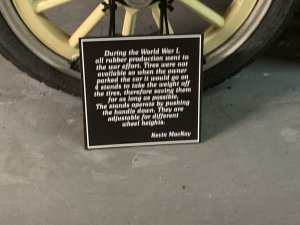 During the World War I,
all rubber production went to
the war effort. Tires were not
available so when the owner
parked the car it would go on
4 stands to take the weight off
the tires, therefore saving them
for as long as possible.
The stands operate by pushing
the handle down. They are
adjustable for different
wheel heights.
Kevin MacKay